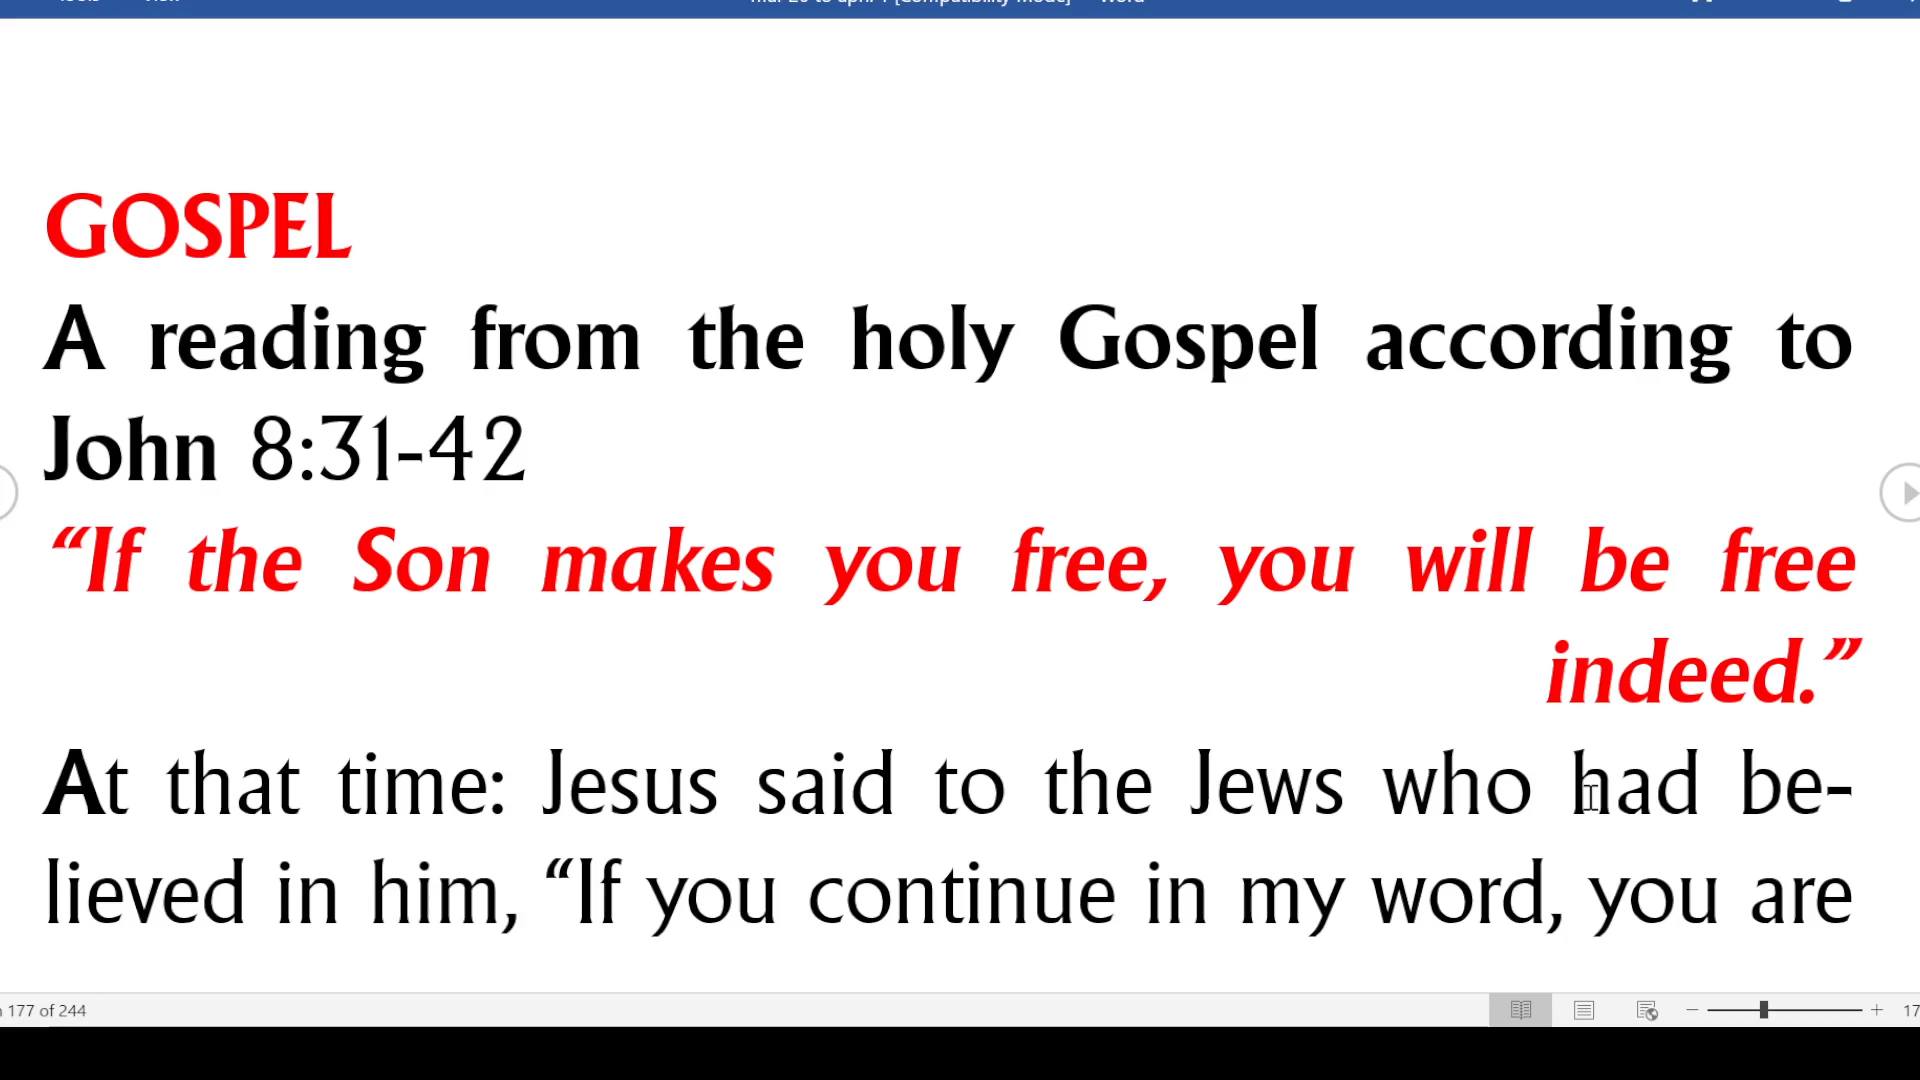 GOSPEL
A reading from the holy Gospel according to
John 8:31-42
“If the Son makes you free, you will be free
indeed.”
At that time: Jesus said to the Jews who had be-
lieved in him, “If you continue in my word, you are
177 of 244